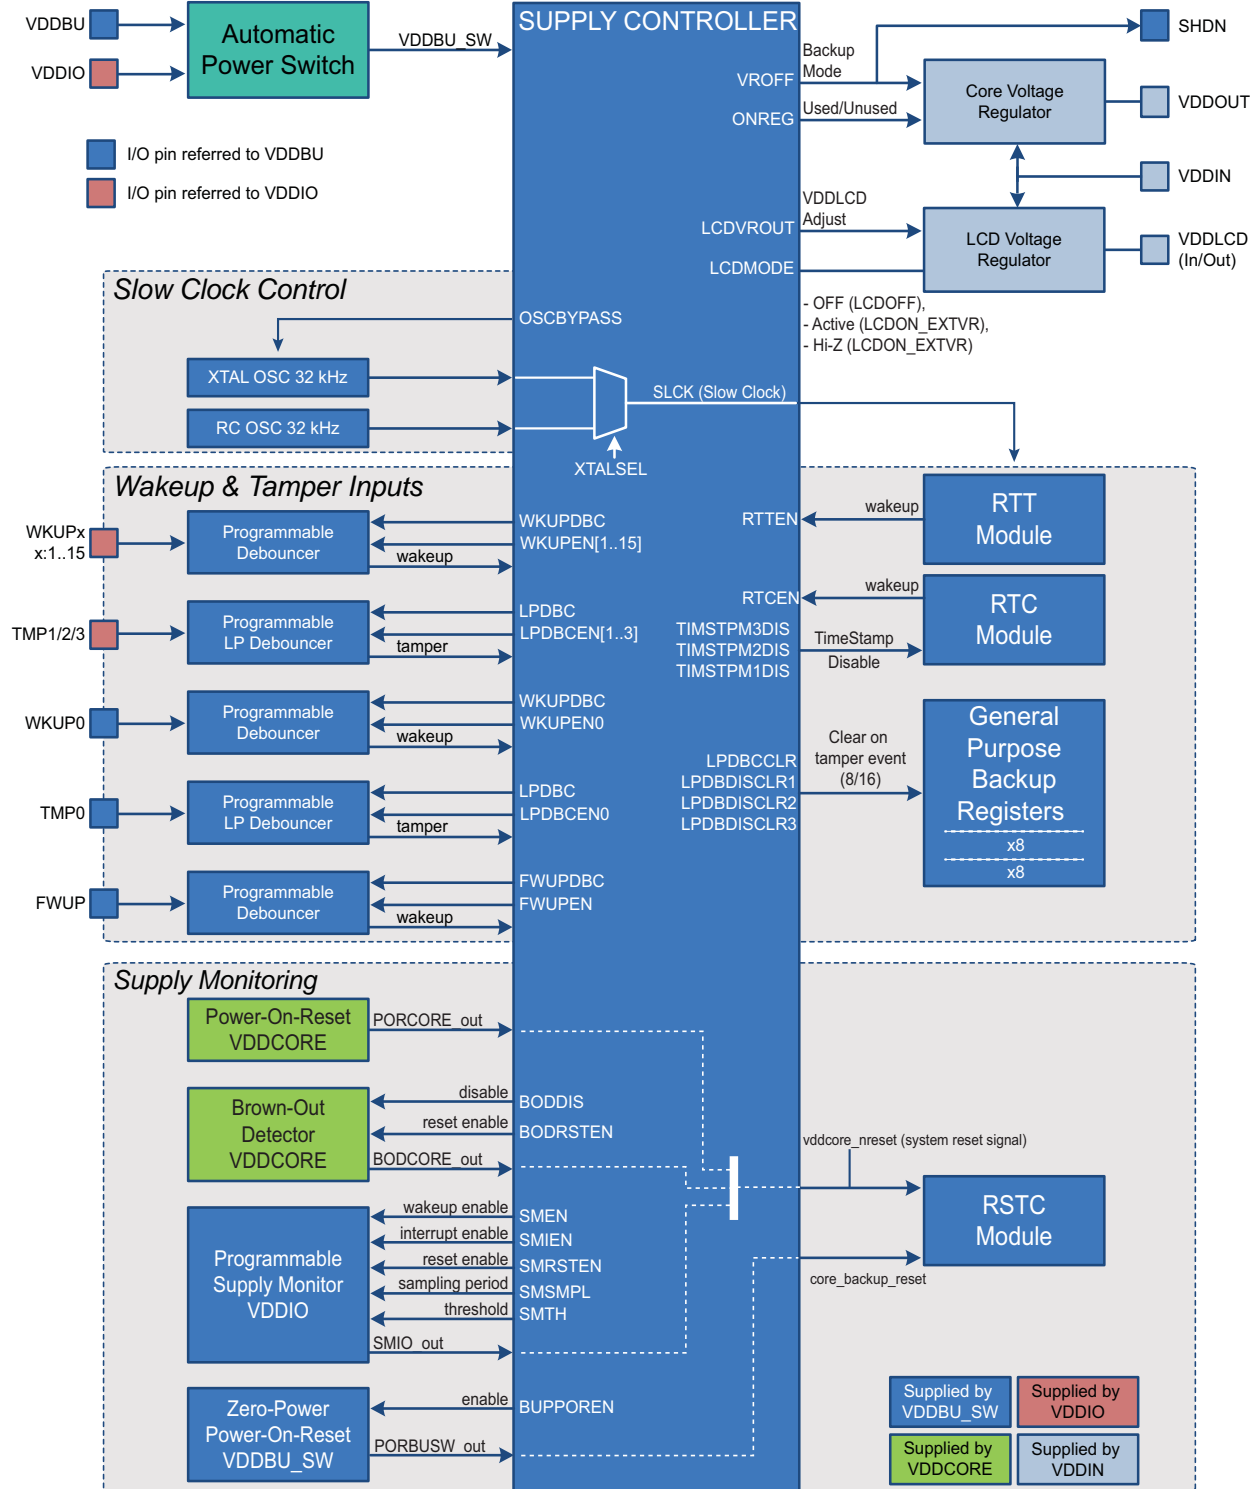 SUPPLY CONTROLLER
VDDBU
VDDIO
Automatic
Power Switch
VDDBU_SW
I/O pin referred to VDDBU
I/O pin referred to VDDIO
VROFF
Backup
Mode
ONREG
Used/Unused
Core Voltage
Regulator
SHDN
VDDOUT
VDDIN
LCDVROUT
VDDLCD
Adjust
LCDMODE
LCD Voltage
Regulator
VDDLCD
(In/Out)
- OFF (LCDOFF),
- Active (LCDON_EXTVR),
- Hi-Z (LCDON_EXTVR)
Slow Clock Control
OSCBYPASS
XTAL OSC 32 kHz
RC OSC 32 kHz
SLCK (Slow Clock)
XTALSEL
Wakeup & Tamper Inputs
WKUPx
x:1..15
Programmable
Debouncer
WKUPDBC
WKUPEN[1..15]
wakeup
TMP1/2/3
Programmable
LP Debouncer
LPDBC
LPDBCEN[1..3]
tamper
WKUP0
Programmable
Debouncer
WKUPDBC
WKUPEN0
wakeup
TMP0
Programmable
LP Debouncer
LPDBC
LPDBCEN0
tamper
FWUP
Programmable
Debouncer
FWUPDBC
FWUPEN
wakeup
RTTEN
wakeup
RTT
Module
RTCEN
wakeup
RTC
Module
TIMSTPM3DIS
TIMSTPM2DIS
TIMSTPM1DIS
TimeStamp
Disable
LPDBCCLR
LPDBDISCLR1
LPDBDISCLR2
LPDBDISCLR3
Clear on
tamper event
(8/16)
General
Purpose
Backup
Registers
x8
x8
Supply Monitoring
Power-On-Reset
VDDCORE
PORCORE_out
Brown-Out
Detector
VDDCORE
disable
BODDIS
reset enable
BODRSTEN
BODCORE_out
Programmable
Supply Monitor
VDDIO
wakeup enable
SMEN
interrupt enable
SMIEN
reset enable
SMRSTEN
sampling period
SMSMPL
threshold
SMTH
SMIO_out
Zero-Power
Power-On-Reset
VDDBU_SW
enable
BUPPOREN
PORBUSW_out
vddcore_nreset (system reset signal)
RSTC
Module
core_backup_reset
Supplied by
VDDBU_SW
Supplied by
VDDIO
Supplied by
VDDCORE
Supplied by
VDDIN